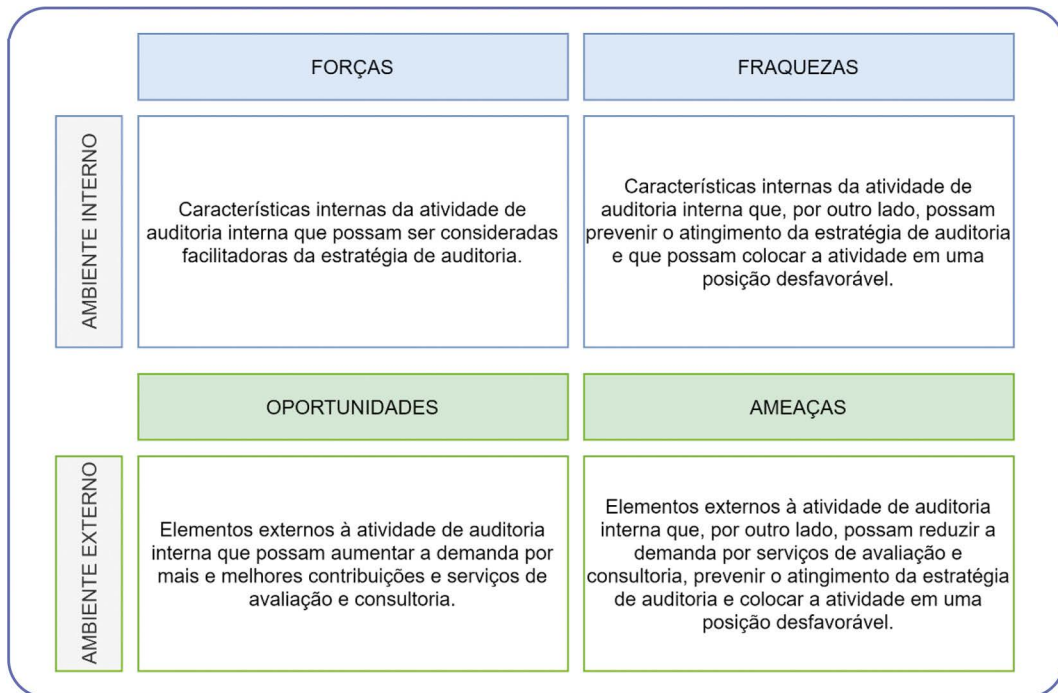 FORÇAS
FRAQUEZAS
AMBIENTE INTERNO
Características internas da atividade de
auditoria interna que possam ser consideradas
facilitadoras da estratégia de auditoria.
Características internas da atividade de
auditoria interna que, por outro lado, possam
prevenir o atingimento da estratégia de auditoria
e que possam colocar a atividade em uma
posição desfavorável.
OPORTUNIDADES
AMEAÇAS
AMBIENTE EXTERNO
Elementos externos à atividade de auditoria
interna que possam aumentar a demanda por
mais e melhores contribuições e serviços de
avaliação e consultoria.
Elementos externos à atividade de auditoria
interna que, por outro lado, possam reduzir a
demanda por serviços de avaliação e
consultoria, prevenir o atingimento da estratégia
de auditoria e colocar a atividade em uma
posição desfavorável.